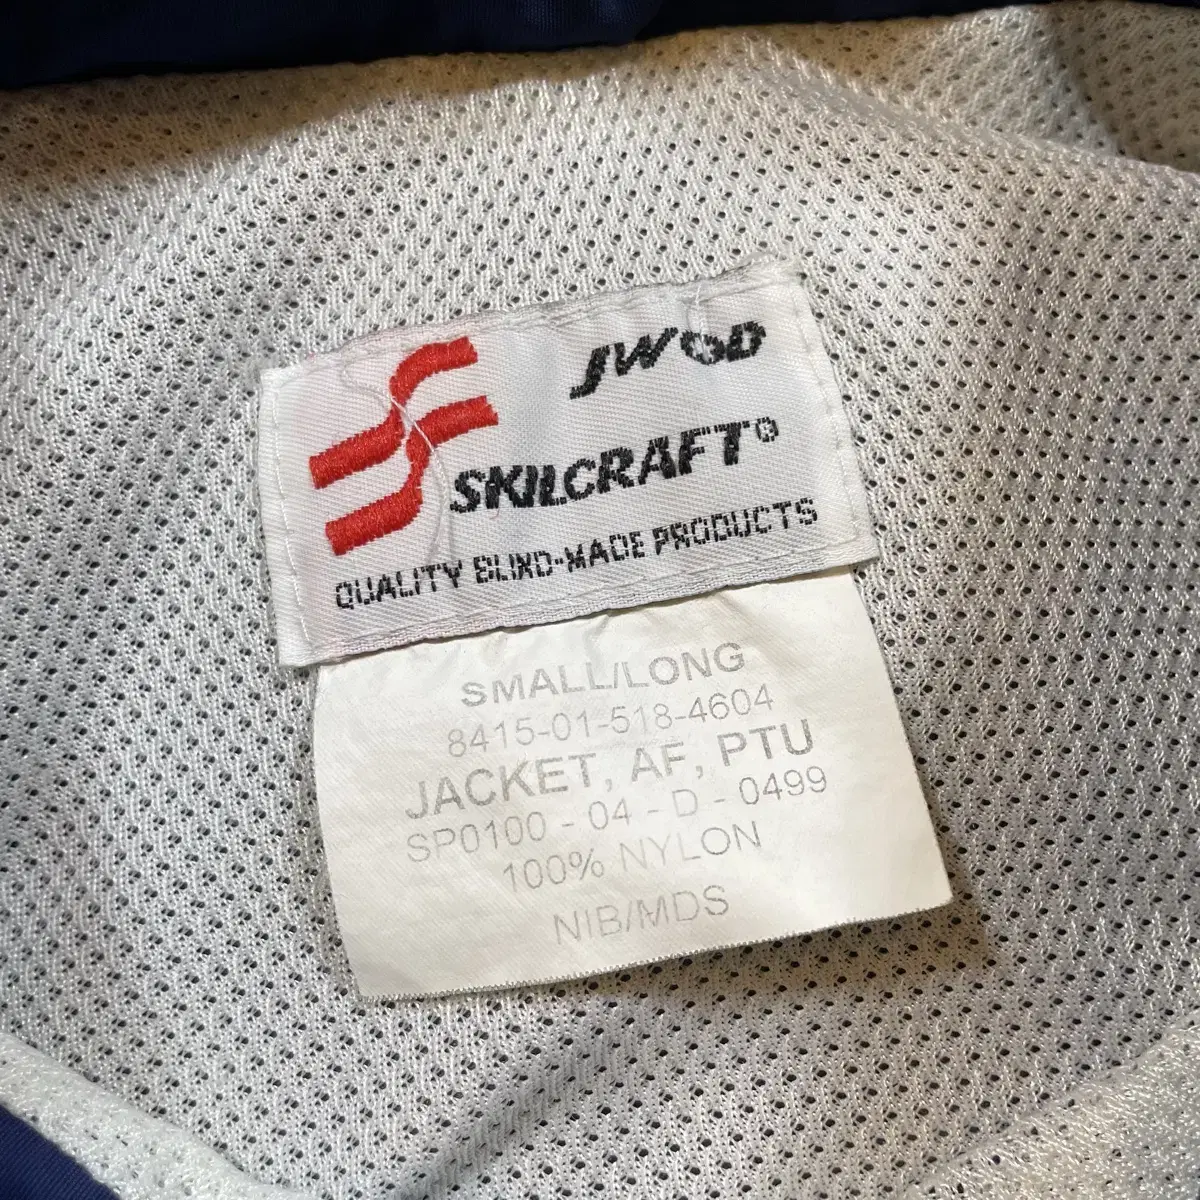 JWOD
SKILCRAFT®
QUALITY BLIND-MADE PRODUCTS
SMALL/LONG
8415-01-518-4604
JACKET, AF, PTU
SP0100 - 04 - D - 0499
100% NYLON
NIB/MDS